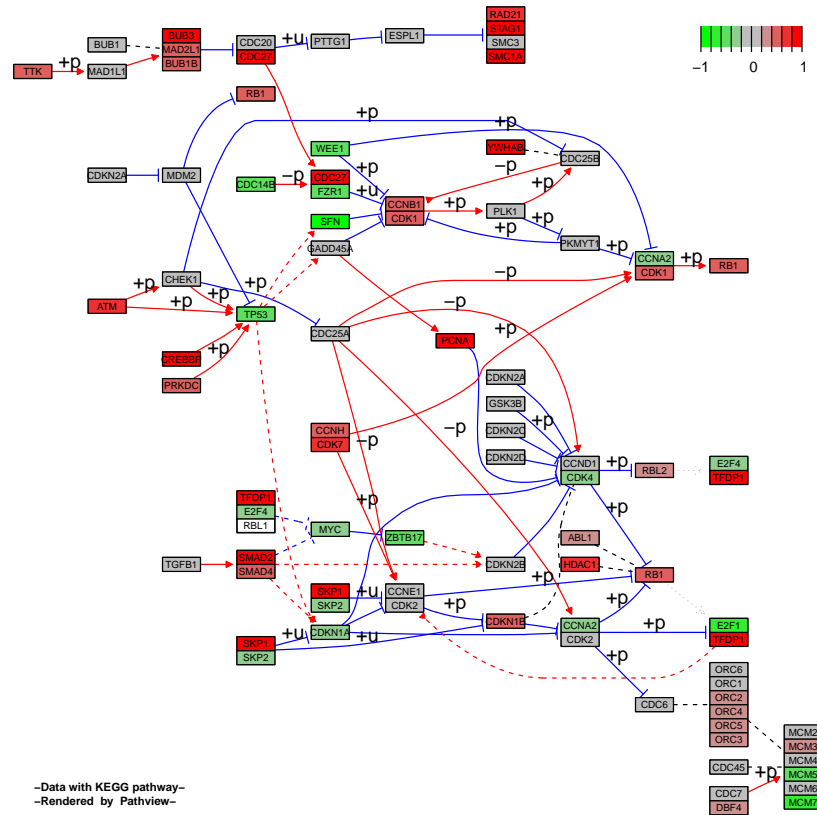 RAD21
BUB3
STAG1
BUB1
MAD2L1
CDC20
+u
PTTG1
ESPL1
SMC3
BUB1B
CDC27
SMC1A
TTK
+p
MAD1L1
−1
0
1
RB1
+p
WEE1
YWHAB
CDC25B
CDKN2A
MDM2
+p
−p
CDC14B
−p
CDC27
FZR1
+u
+p
CCNB1
CDK1
+p
PLK1
SFN
+p
GADD45A
PKMYT1
+p
CCNA2
CDK1
+p
RB1
CHEK1
+p
+p
+p
−p
ATM
+p
−p
TP53
CDC25A
+p
PCNA
CREBBP
PRKDC
CDKN2A
GSK3B
+p
CCNH
CDK7
−p
−p
CDKN2C
CDKN2D
CCND1
CDK4
+p
RBL2
E2F4
TFDP1
+p
+p
TFDP1
E2F4
RBL1
MYC
ZBTB17
ABL1
TGFB1
SMAD2
SMAD4
CDKN2B
HDAC1
RB1
+p
SKP1
SKP2
+u
CCNE1
CDK2
+p
+p
CDKN1A
CDKN1B
CCNA2
CDK2
+p
E2F1
TFDP1
SKP1
SKP2
+u
+u
+p
ORC6
ORC1
ORC2
ORC4
ORC5
ORC3
CDC6
MCM2
MCM3
MCM4
MCM5
MCM6
MCM7
CDC45
+p
CDC7
DBF4
−Data with KEGG pathway−
−Rendered by Pathview−